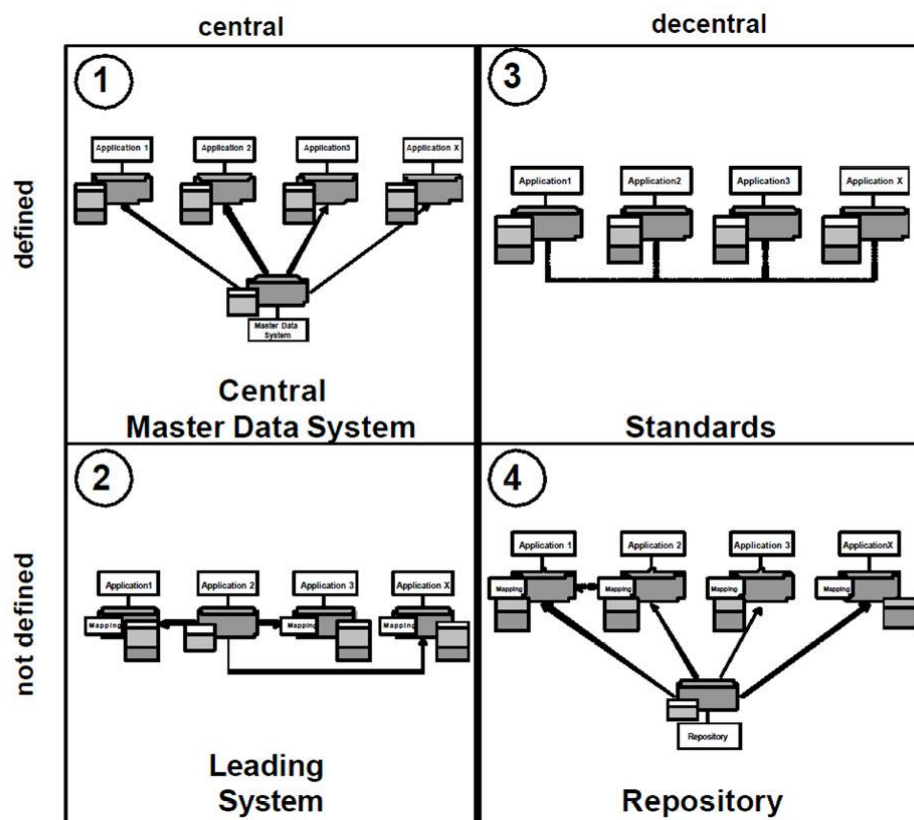 central
decentral
defined
1
Application 1
Application 2
Application3
Application X
Master Data
System
Central
Master Data System
3
Application1
Application2
Application3
Application X
Standards
not defined
2
Application1
Application 2
Application 3
Application X
Mapping
Mapping
Mapping
Leading
System
4
Application 1
Application 2
Application 3
ApplicationX
Mapping
Mapping
Mapping
Mapping
Repository
Repository